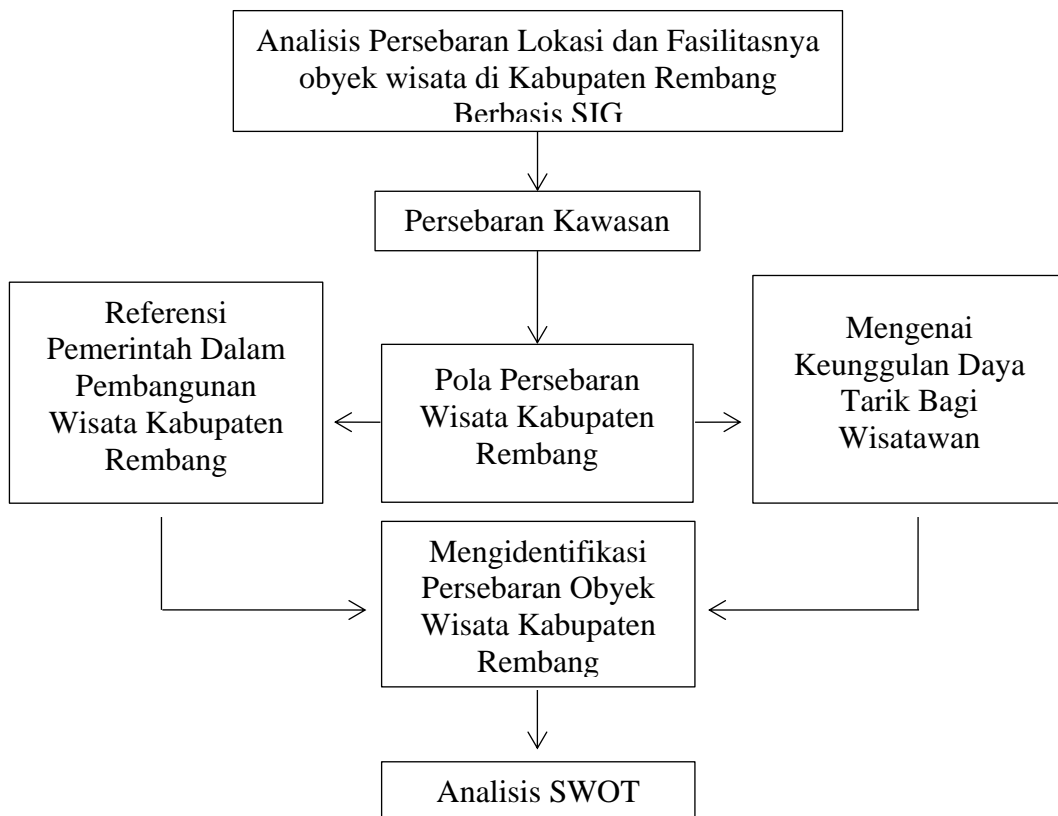 Analisis Persebaran Lokasi dan Fasilitasnya
obyek wisata di Kabupaten Rembang
Berbasis SIG
Persebaran Kawasan
Referensi
Pemerintah Dalam
Pembangunan
Wisata Kabupaten
Rembang
Pola Persebaran
Wisata Kabupaten
Rembang
Mengenai
Keunggulan Daya
Tarik Bagi
Wisatawan
Mengidentifikasi
Persebaran Obyek
Wisata Kabupaten
Rembang
Analisis SWOT